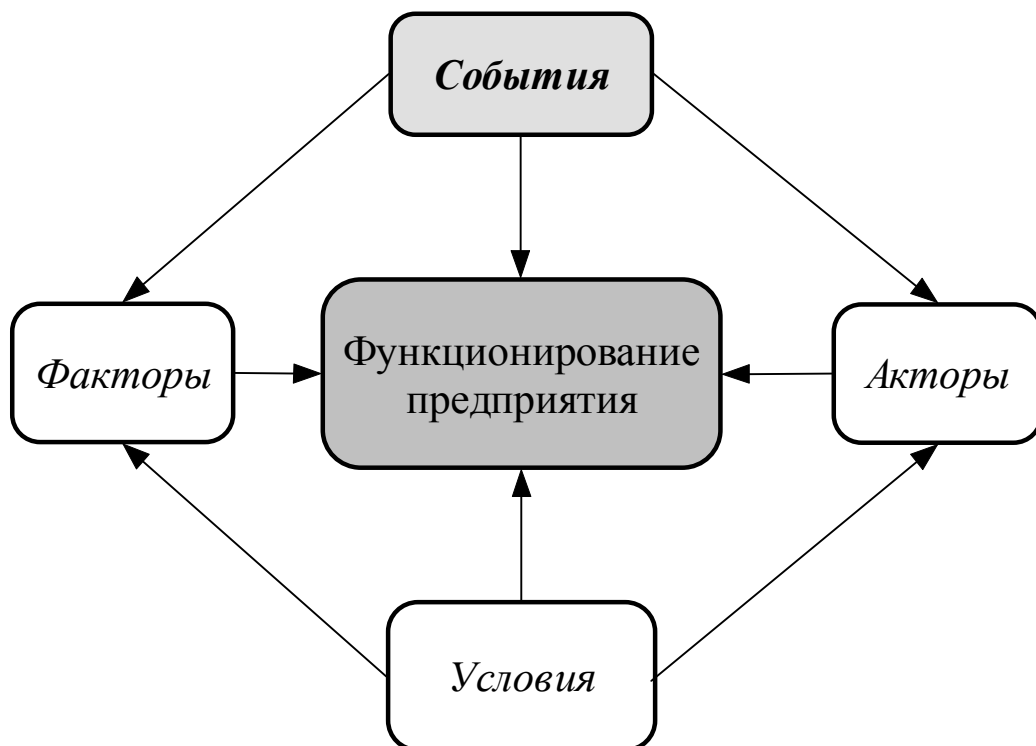 События
Факторы
Функционирование
предприятия
Акторы
Условия